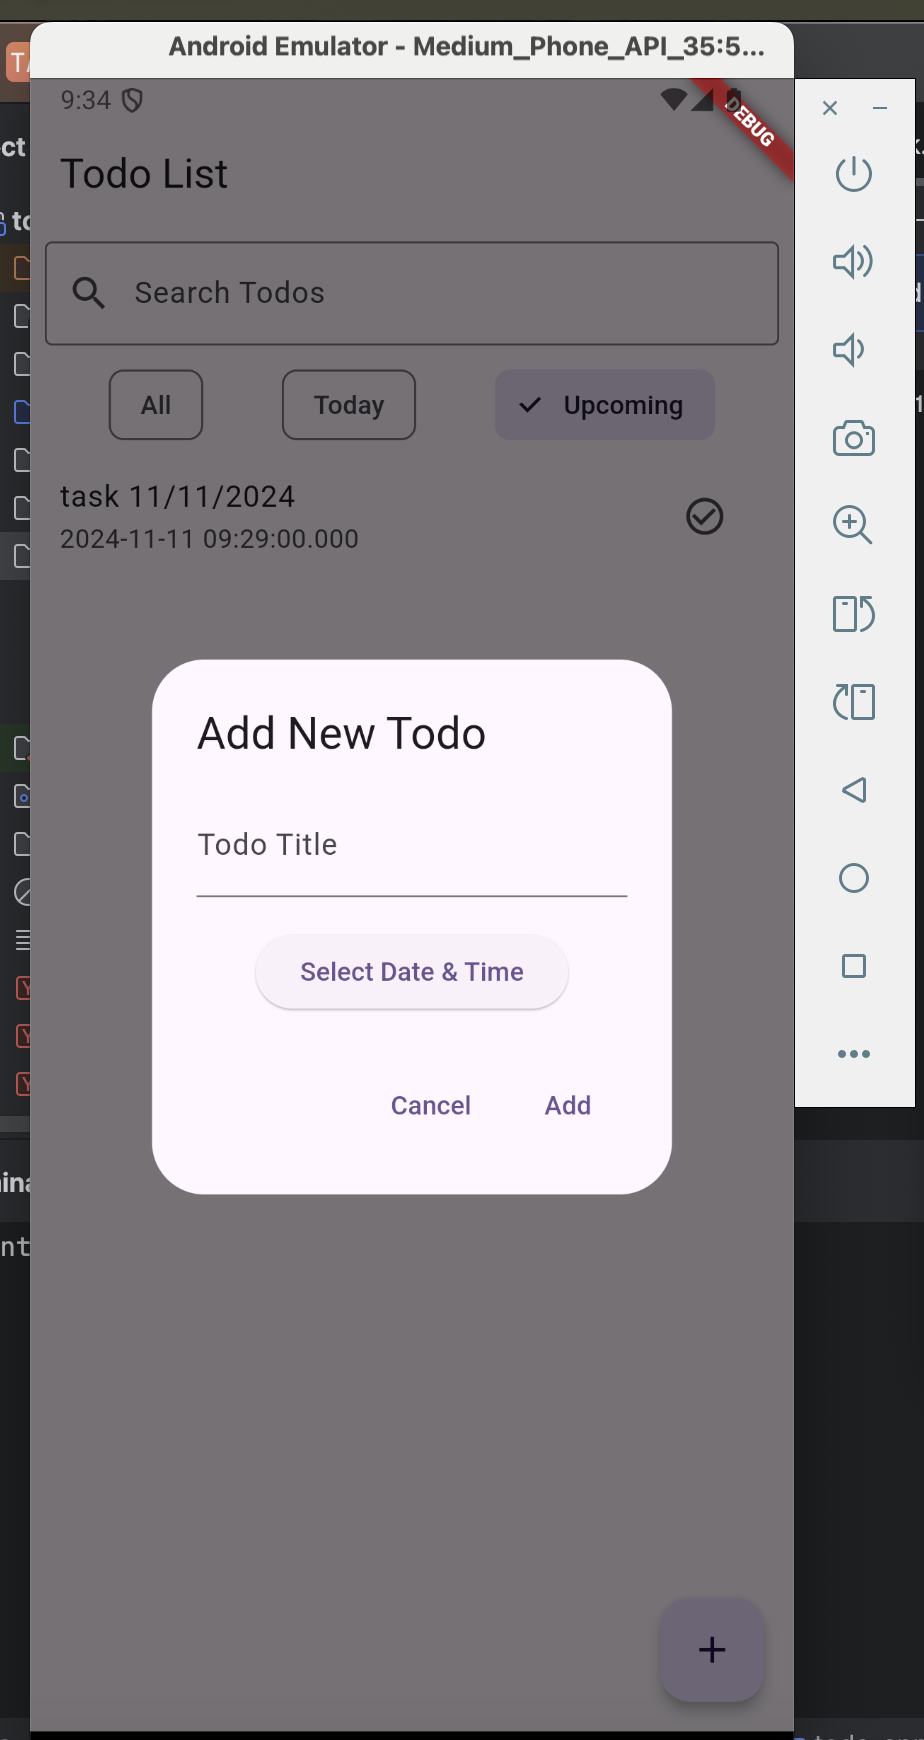 Android Emulator - Medium_Phone_API_35:5...
9:34
DEBUG
Todo List
Search Todos
All
Today
Upcoming
task 11/11/2024
2024-11-11 09:29:00.000
Add New Todo
Todo Title
Select Date & Time
Cancel
Add